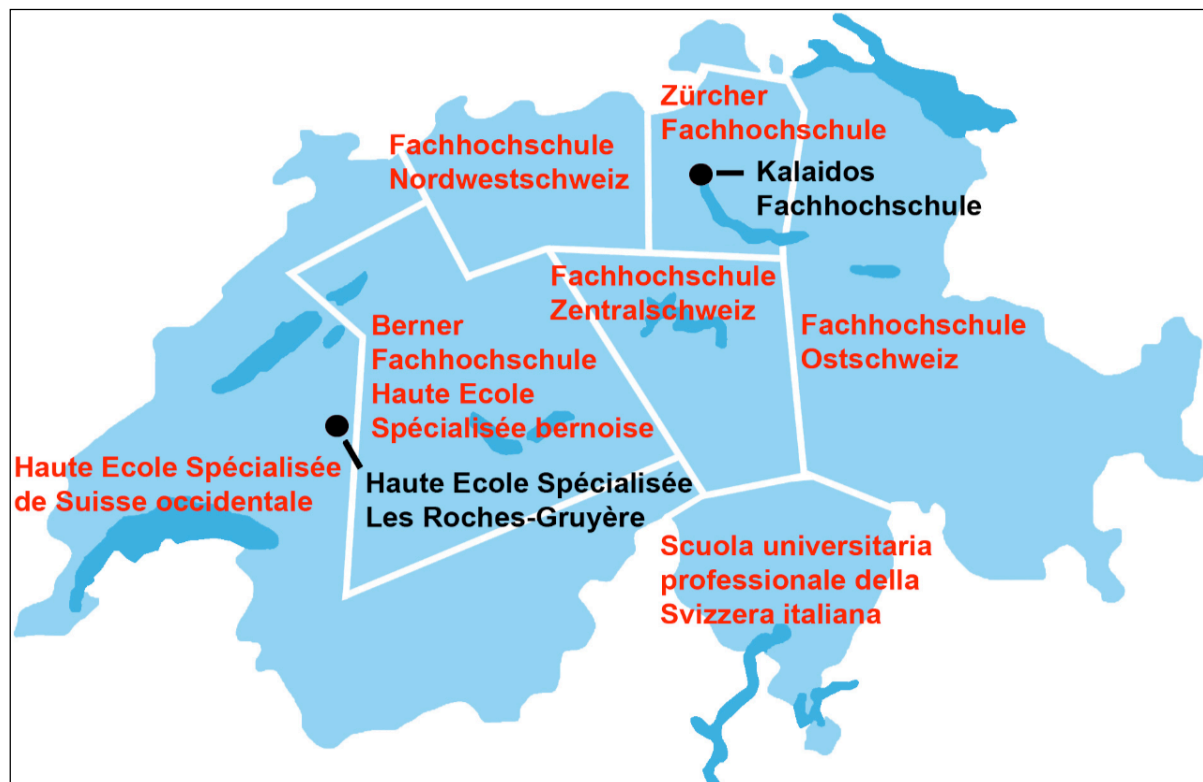 Zürcher
Fachhochschule
Fachhochschule
Nordwestschweiz
Kalaidos
Fachhochschule
Fachhochschule
Zentralschweiz
Berner
Fachhochschule
Haute Ecole
Spécialisée bernoise
Fachhochschule
Ostschweiz
Haute Ecole Spécialisée
de Suisse occidentale
Haute Ecole Spécialisée
Les Roches-Gruyère
Scuola universitaria
professionale della
Svizzera italiana